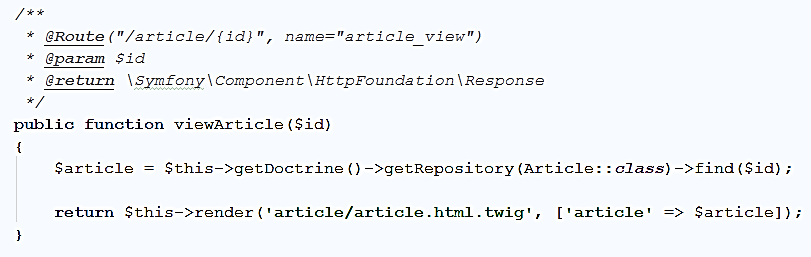 /**
 * @Route("/article/{id}", name="article_view")
 * @param $id
 * @return \Symfony\Component\HttpFoundation\Response
 */
public function viewArticle($id)
{
    $article = $this->getDoctrine()->getRepository(Article::class)->find($id);

    return $this->render('article/article.html.twig', ['article' => $article]);
}